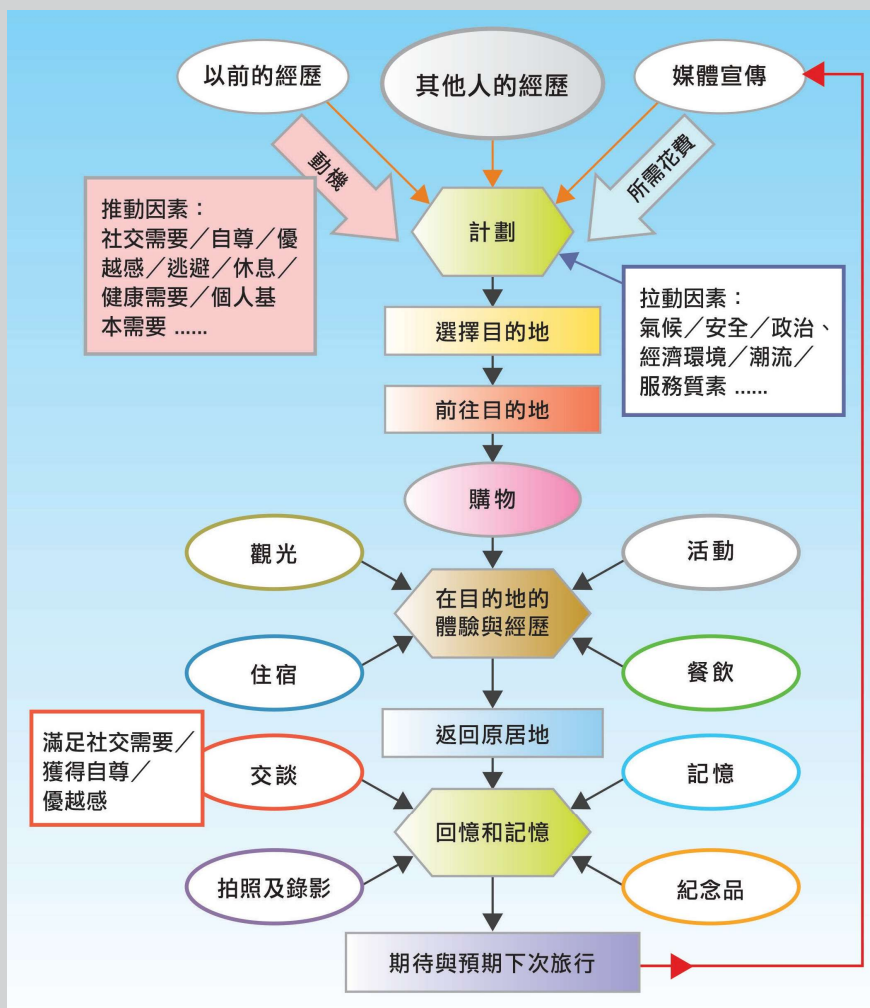 以前的經歷
其他人的經歷
媒體宣傳
動機
所需花費
推動因素：
社交需要／自尊／優
越感／逃避／休息／
健康需要／個人基
本需要 ......
計劃
拉動因素：
氣候／安全／政治、
經濟環境／潮流／
服務質素 ......
選擇目的地
前往目的地
購物
觀光
活動
在目的地的
體驗與經歷
住宿
餐飲
返回原居地
滿足社交需要／
獲得自尊／
優越感
交談
記憶
回憶和記憶
拍照及錄影
紀念品
期待與預期下次旅行